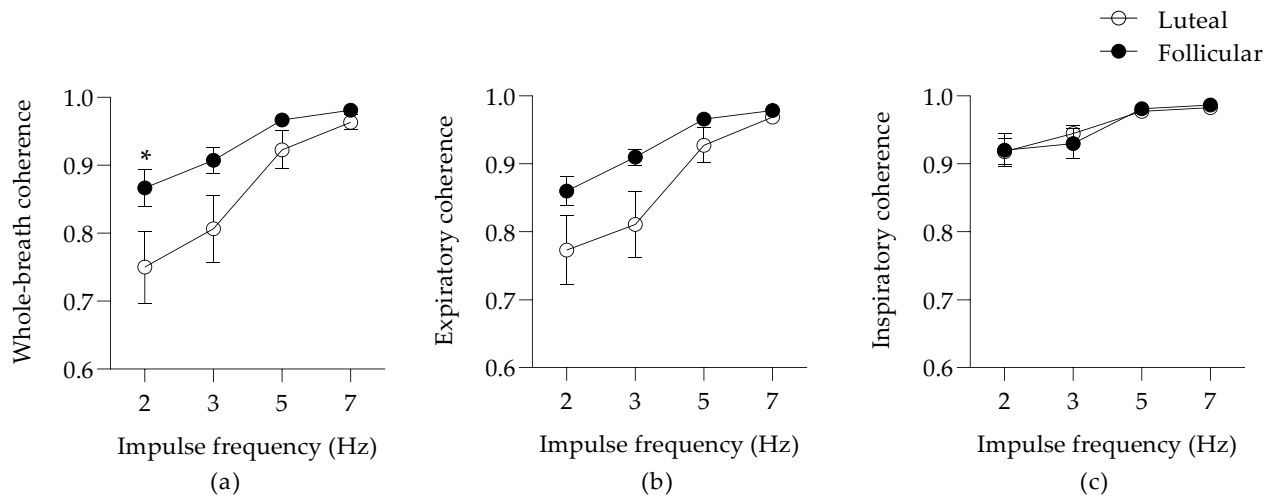 Luteal
Follicular
Whole-breath coherence
1.0
0.9
0.8
0.7
0.6
*
2 3 5 7
Impulse frequency (Hz)
(a)
Expiratory coherence
1.0
0.9
0.8
0.7
0.6
2 3 5 7
Impulse frequency (Hz)
(b)
Inspiratory coherence
1.0
0.9
0.8
0.7
0.6
2 3 5 7
Impulse frequency (Hz)
(c)